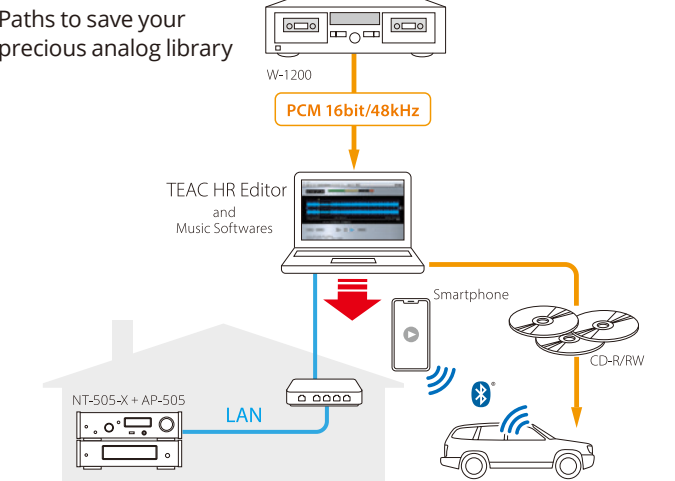 Paths to save your
precious analog library
W-1200
PCM 16bit/48kHz
TEAC HR Editor
and
Music Softwares
Smartphone
CD-R/RW
NT-505-X + AP-505
LAN